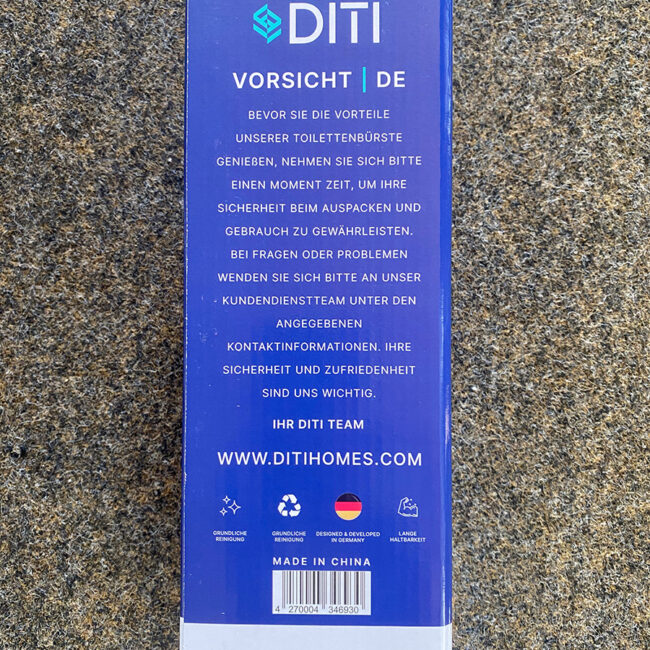 DITI
VORSICHT | DE
BEVOR SIE DIE VORTEILE
UNSERER TOILETTENBÜRSTE
GENIEßEN, NEHMEN SIE SICH BITTE
EINEN MOMENT ZEIT, UM IHRE
SICHERHEIT BEIM AUSPACKEN UND
GEBRAUCH ZU GEWÄHRLEISTEN.
BEI FRAGEN ODER PROBLEMEN
WENDEN SIE SICH BITTE AN UNSER
KUNDENDIENSTTEAM UNTER DEN
ANGEGEBENEN
KONTAKTINFORMATIONEN. IHRE
SICHERHEIT UND ZUFRIEDENHEIT
SIND UNS WICHTIG.
IHR DITI TEAM
WWW.DITIHOMES.COM
GRUNDLICHE
REINIGUNG
GRUNDLICHE
REINIGUNG
DESIGNED & DEVELOPED
IN GERMANY
LANGE
HALTBARKEIT
MADE IN CHINA
4 270004 346930